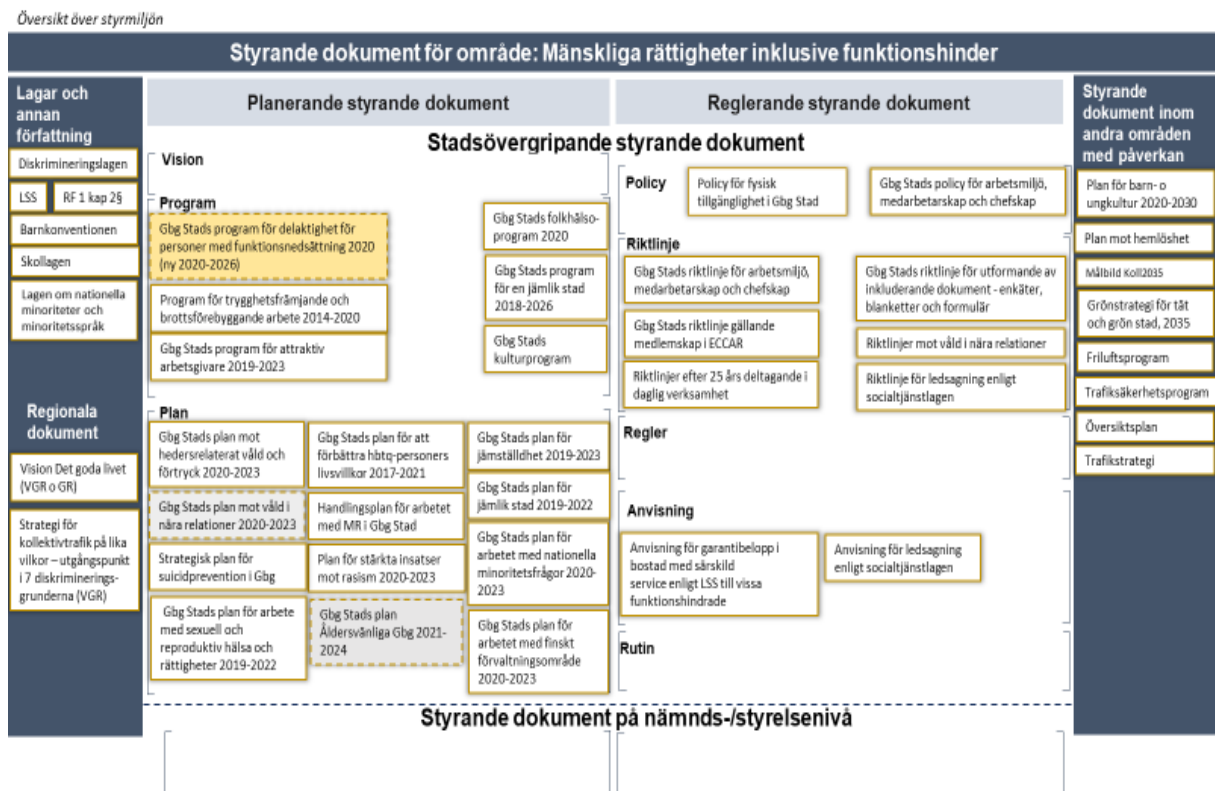 Översikt över styrmiljön
Styrande dokument för område: Mänskliga rättigheter inklusive funktionshinder
Lagar och
annan
författning
Diskrimineringslagen
LSS
RF 1 kap 2§
Barnkonventionen
Skollagen
Lagen om nationella
minoriteter och
minoritetsspråk
Regionala
dokument
Vision Det goda livet
(VGR o GR)
Strategi för
kollektivtrafik på lika
vilkor – utgångspunkt
i 7 diskriminerings-
grunderna (VGR)
Planerande styrande dokument
Reglerande styrande dokument
Stadsövergripande styrande dokument
Vision
Program
Gbg Stads program för delaktighet för
personer med funktionsnedsättning 2020
(ny 2020-2026)
Program för trygghetsfrämjande och
brottsförebyggande arbete 2014-2020
Gbg Stads program för attraktiv
arbetsgivare 2019-2023
Gbg Stads folkhälso-
program 2020
Gbg Stads program
för en jämlik stad
2018-2026
Gbg Stads
kulturprogram
Plan
Gbg Stads plan mot
hedersrelaterat våld och
förtryck 2020-2023
Gbg Stads plan mot våld i
nära relationer 2020-2023
Strategisk plan för
suicidprevention i Gbg
Gbg Stads plan för arbete
med sexuell och
reproduktiv hälsa och
rättigheter 2019-2022
Gbg Stads plan för att
förbättra hbtq-personers
livsvillkor 2017-2021
Handlingsplan för arbetet
med MR i Gbg Stad
Plan för stärkta insatser
mot rasism 2020-2023
Gbg Stads plan
Åldersvänliga Gbg 2021-
2024
Gbg Stads plan för
jämställdhet 2019-2023
Gbg Stads plan för
jämlik stad 2019-2022
Gbg Stads plan för
arbetet med nationella
minoritetsfrågor 2020-
2023
Gbg Stads plan för
arbetet med finskt
förvaltningsområde
2020-2023
Policy
Policy för fysisk
tillgänglighet i Gbg Stad
Gbg Stads policy för arbetsmiljö,
medarbetarskap och chefskap
Riktlinje
Gbg Stads riktlinje för arbetsmiljö,
medarbetarskap och chefskap
Gbg Stads riktlinje gällande
medlemskap i ECCAR
Riktlinjer efter 25 års deltagande i
daglig verksamhet
Gbg Stads riktlinje för utformande av
inkluderande dokument - enkäter,
blanketter och formulär
Riktlinjer mot våld i nära relationer
Riktlinje för ledsagning enligt
socialtjänstlagen
Regler
Anvisning
Anvisning för garantibelopp i
bostad med särskild
service enligt LSS till vissa
funktionshindrade
Anvisning för ledsagning
enligt socialtjänstlagen
Rutin
Styrande
dokument inom
andra områden
med påverkan
Plan för barn- o
ungkultur 2020-2030
Plan mot hemlöshet
Målbild Koll2035
Grönstrategi för tät
och grön stad, 2035
Friluftsprogram
Trafiksäkerhetsprogram
Översiktsplan
Trafikstrategi
Styrande dokument på nämnds-/styrelsenivå